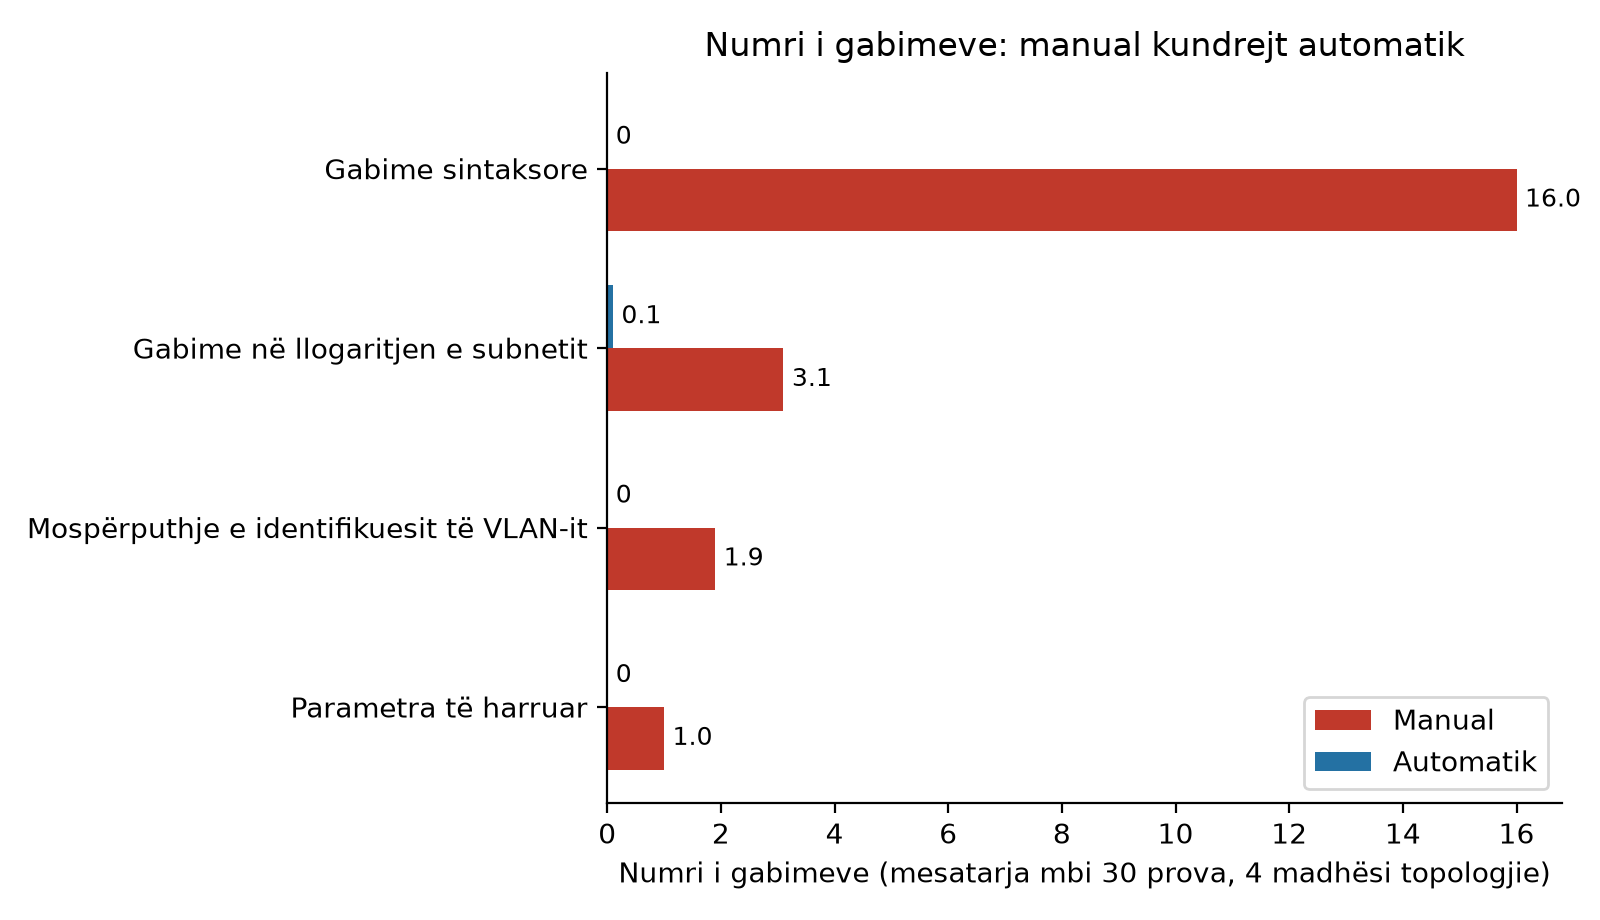 Numri i gabimeve: manual kundrejt automatik
0
Gabime sintaksore
16.0
0.1
Gabime në llogaritjen e subnetit
3.1
0
Mospërputhje e identifikuesit të VLAN-it
1.9
0
Parametra të harruar
1.0
Manual
Automatik
0 2 4 6 8 10 12 14 16
Numri i gabimeve (mesatarja mbi 30 prova, 4 madhësi topologjie)